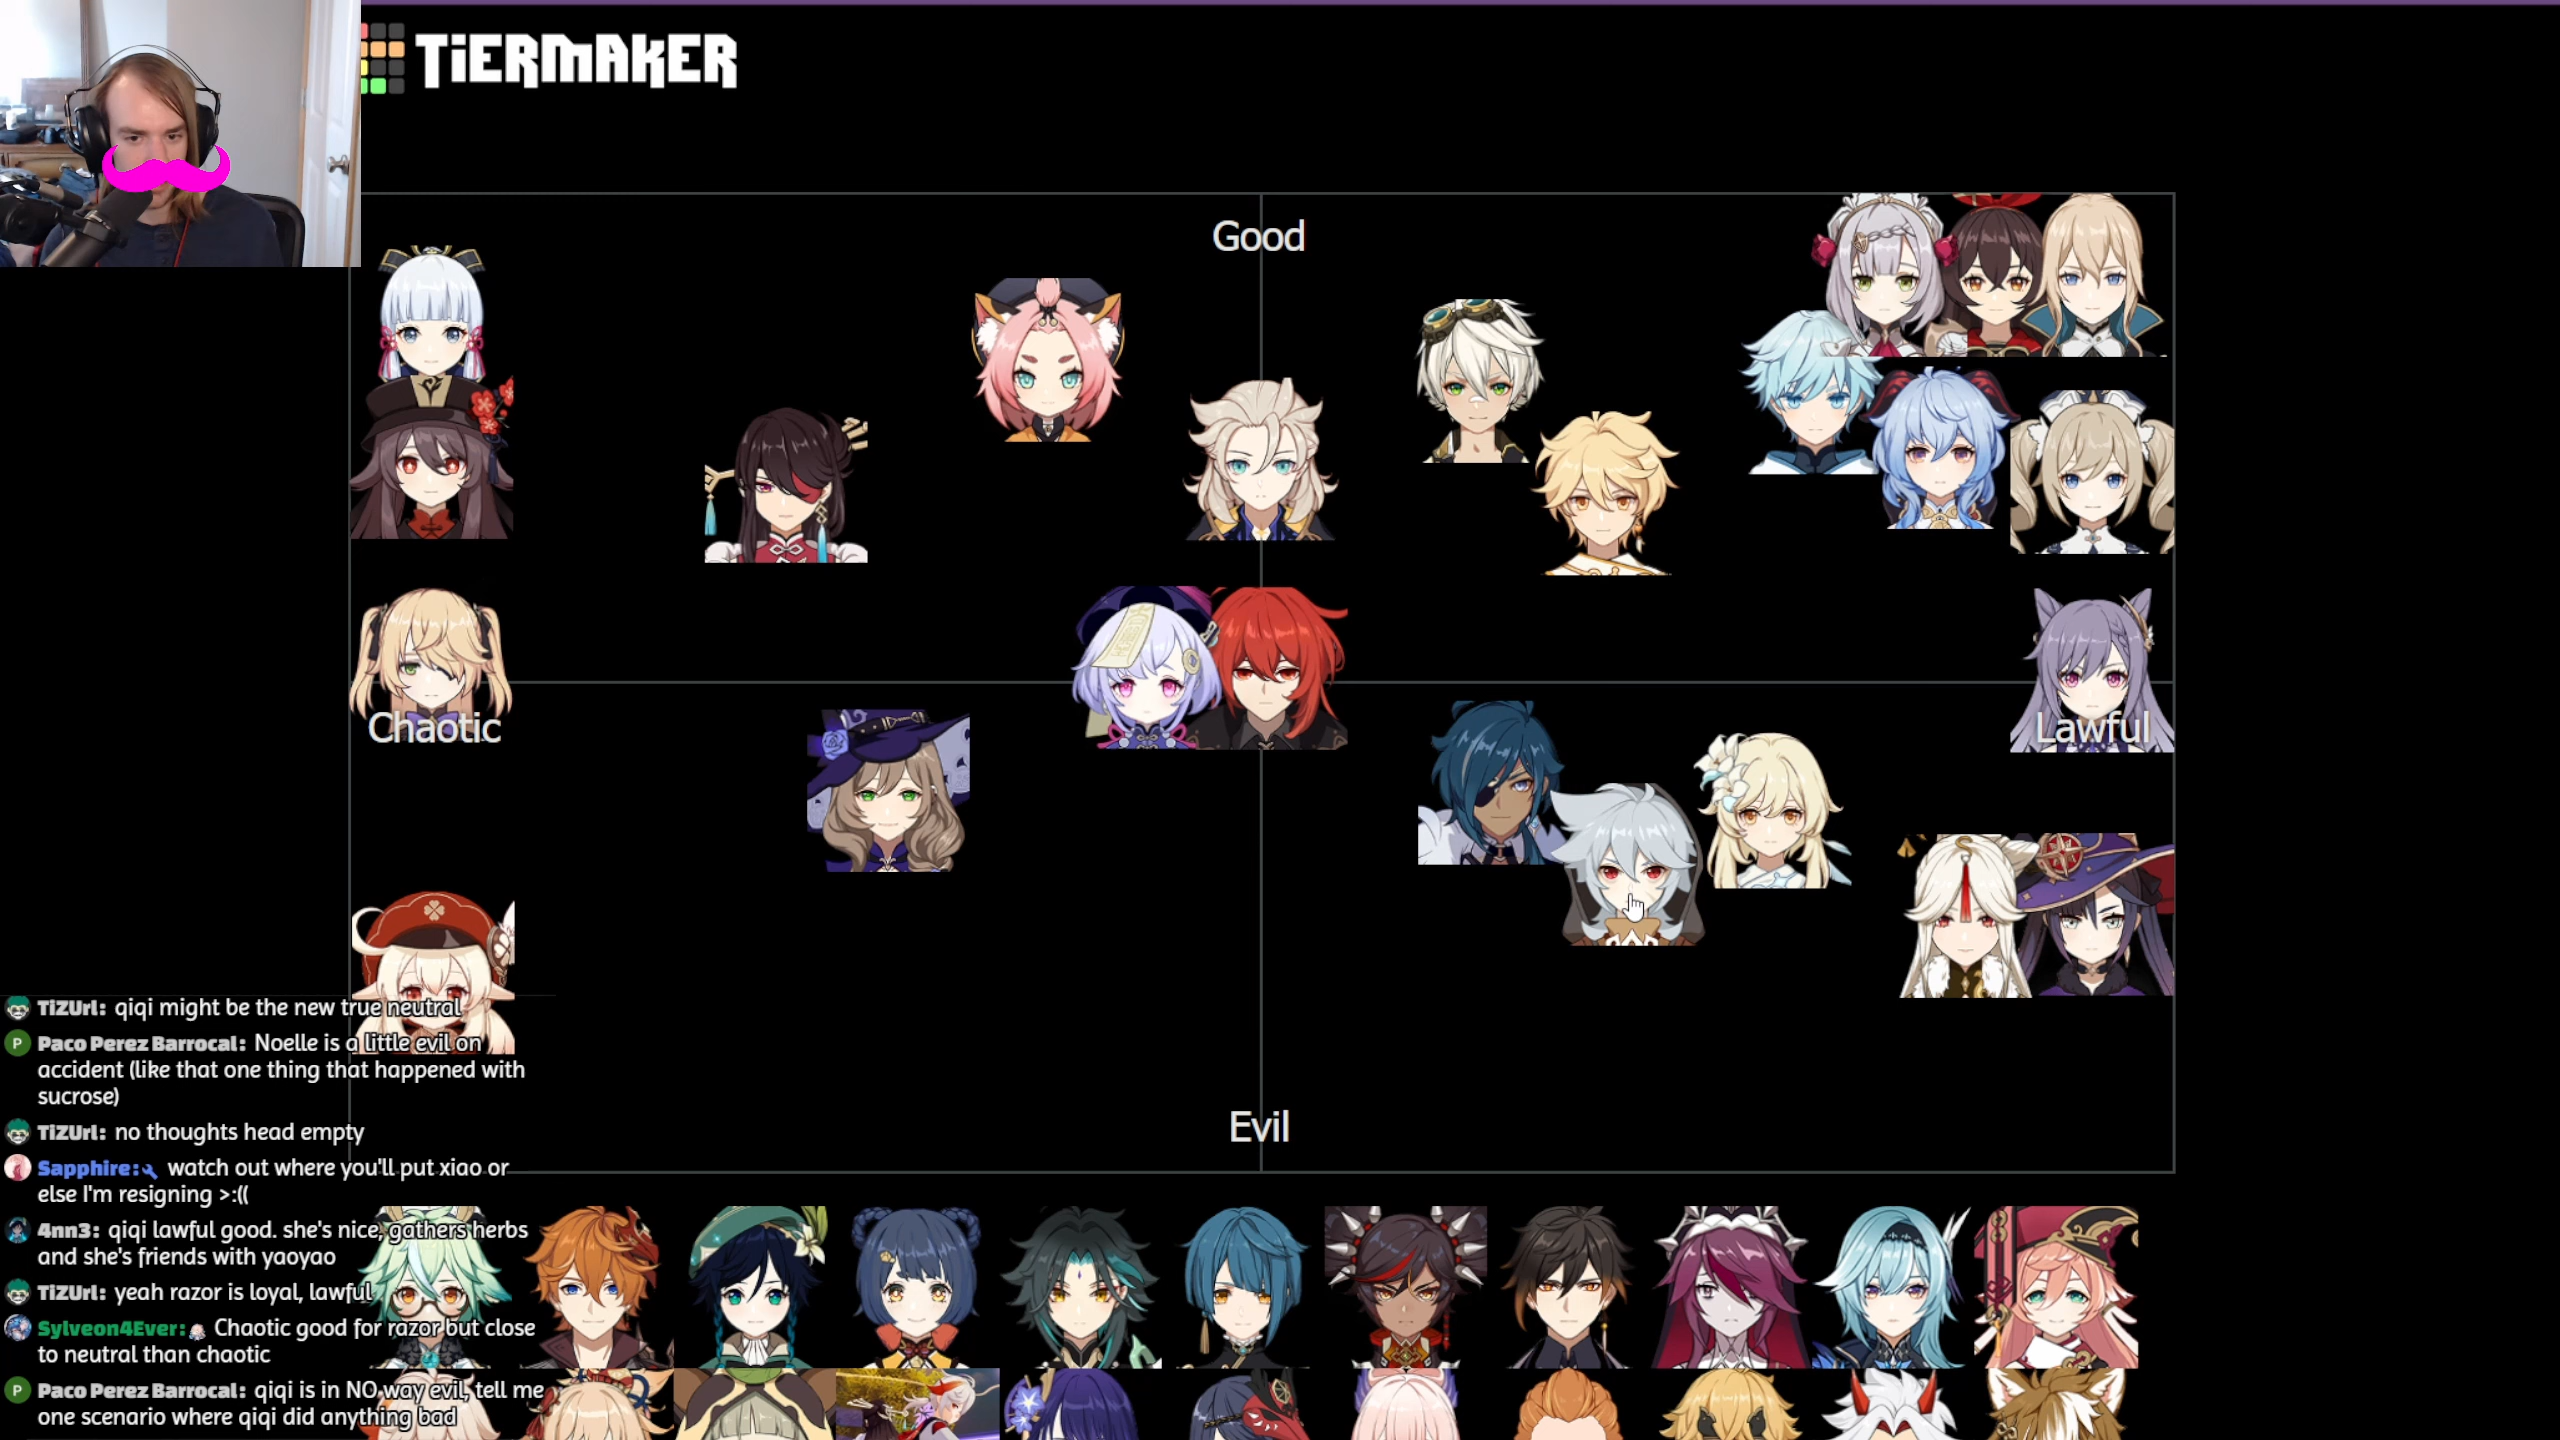 TiERMAKER
Good
Chaotic
Lawful
Evil
TiZUrl: qiqi might be the new true neutral
Paco Perez Barrocal: Noelle is a little evil on
accident (like that one thing that happened with
sucrose)
TiZUrl: no thoughts head empty
Sapphire: watch out where you'll put xiao or
else I'm resigning >:((
4nn3: qiqi lawful good. she's nice, gathers herbs
and she's friends with yaoyao
TiZUrl: yeah razor is loyal, lawful
Sylveon4Ever: Chaotic good for razor but close
to neutral than chaotic
Paco Perez Barrocal: qiqi is in NO way evil, tell me
one scenario where qiqi did anything bad